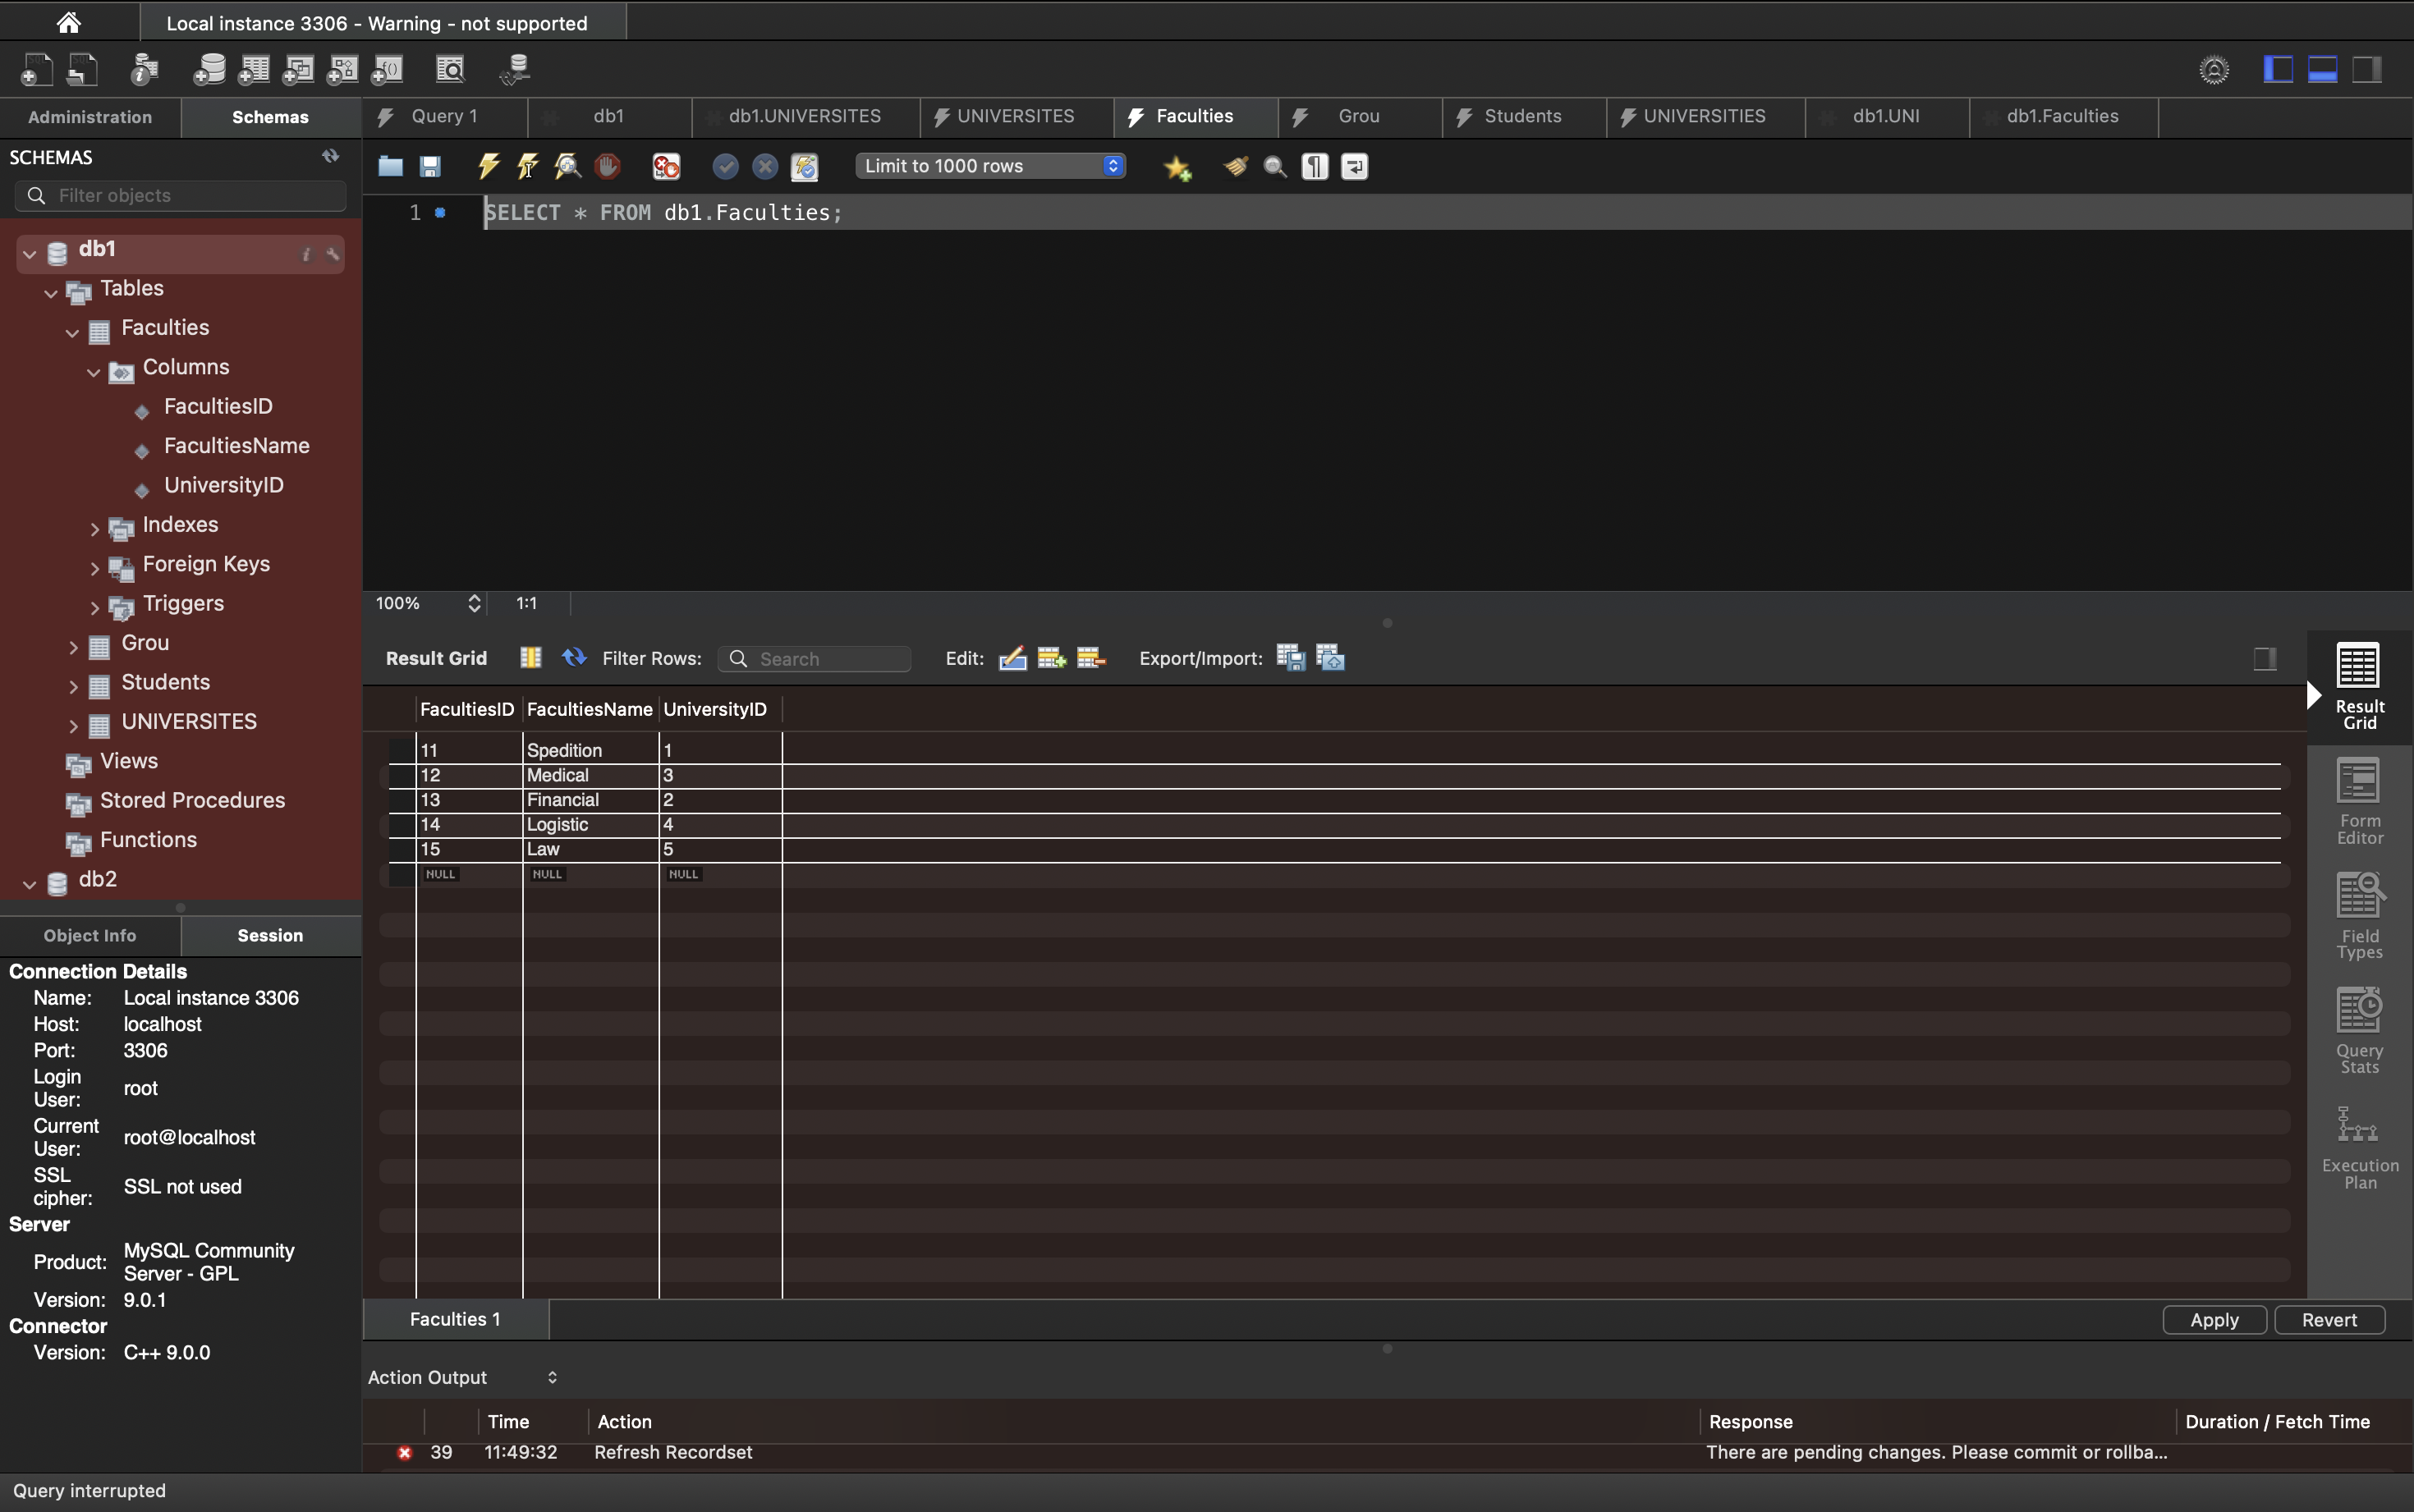 Local instance 3306 - Warning - not supported
Administration
Schemas
Query 1
db1
db1.UNIVERSITES
UNIVERSITES
Faculties
Grou
Students
UNIVERSITIES
db1.UNI
db1.Faculties
SCHEMAS
Filter objects
Limit to 1000 rows
1 SELECT * FROM db1.Faculties;
db1
Tables
Faculties
Columns
FacultiesID
FacultiesName
UniversityID
Indexes
Foreign Keys
Triggers
Grou
Students
UNIVERSITES
Views
Stored Procedures
Functions
db2
100% 1:1
Result Grid Filter Rows: Search Edit: Export/Import:
FacultiesID FacultiesName UniversityID
11 Spedition 1
12 Medical 3
13 Financial 2
14 Logistic 4
15 Law 5
NULL NULL NULL
Result
Grid
Form
Editor
Field
Types
Query
Stats
Execution
Plan
Object Info
Session
Connection Details
Name: Local instance 3306
Host: localhost
Port: 3306
Login
User: root
Current
User: root@localhost
SSL
cipher: SSL not used
Server
Product: MySQL Community
Server - GPL
Version: 9.0.1
Connector
Version: C++ 9.0.0
Faculties 1
Apply
Revert
Action Output
Time Action Response Duration / Fetch Time
39 11:49:32 Refresh Recordset There are pending changes. Please commit or rollba...
Query interrupted